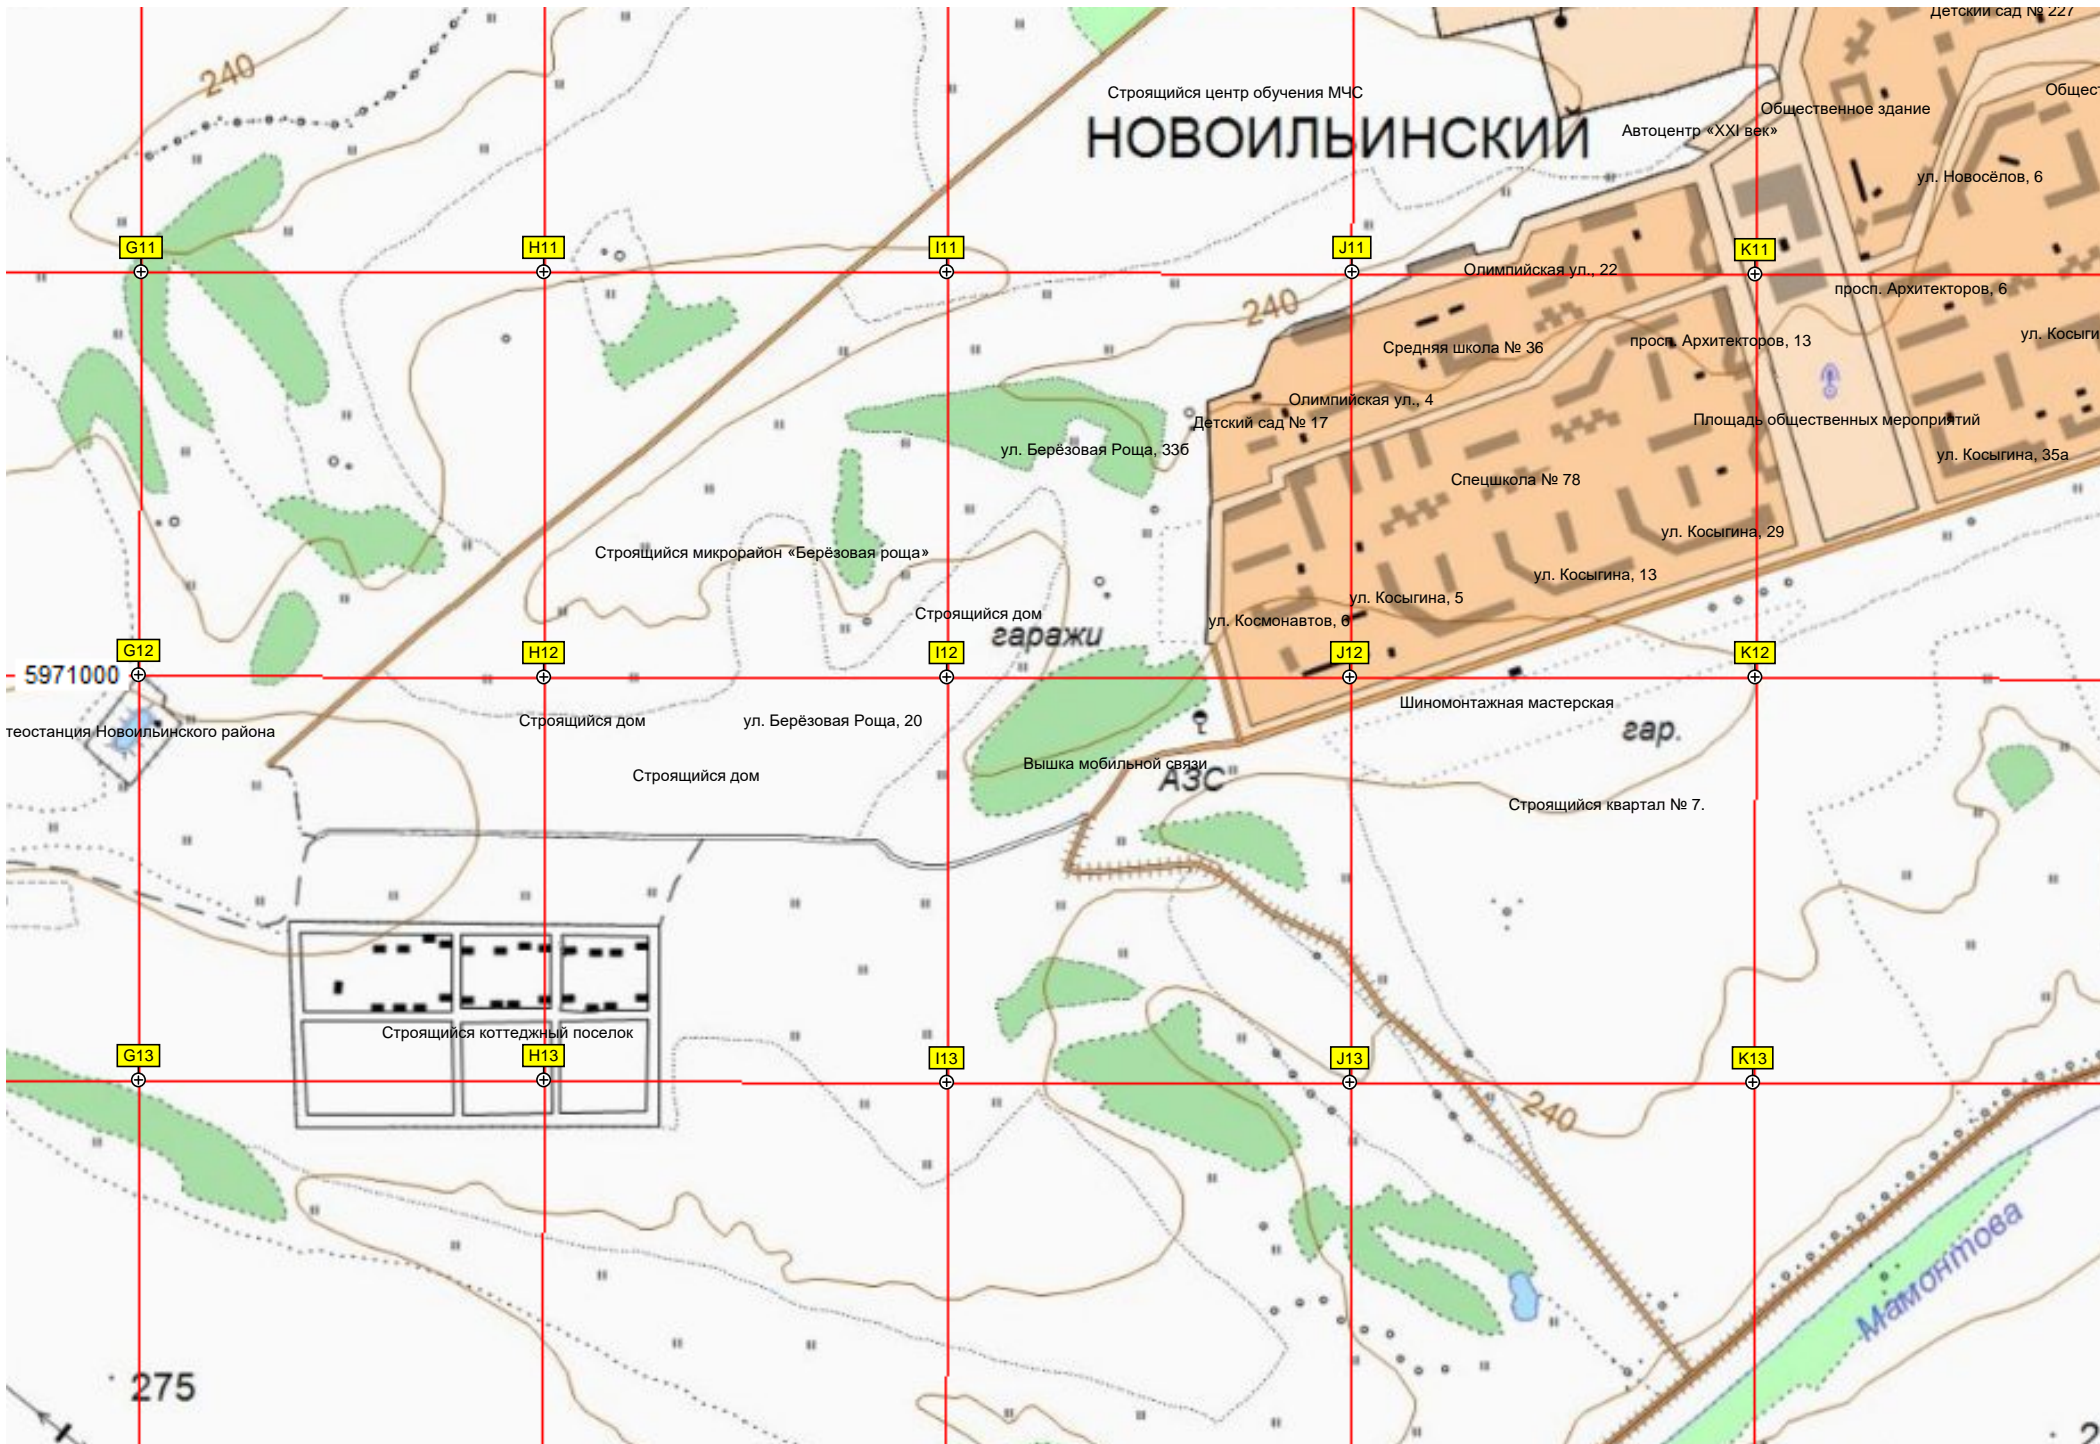 Детский сад № 227
240
Строящийся центр обучения МЧС
Общественное здание
НОВОИЛЬИНСКИЙ
Автоцентр «XXI век»
ул. Новосёлов, 6
G11
H11
I11
J11
K11
Олимпийская ул., 22
просп. Архитекторов, 6
240
Средняя школа № 36
просп. Архитекторов, 13
Олимпийская ул., 4
Детский сад № 17
Площадь общественных мероприятий
ул. Берёзовая Роща, 33б
ул. Косыгина, 35а
Спецшкола № 78
ул. Косыгина, 29
Строящийся микрорайон «Берёзовая роща»
ул. Косыгина, 13
ул. Косыгина, 5
Строящийся дом
ул. Космонавтов, 6
гаражи
G12
H12
I12
J12
K12
5971000
Шиномонтажная мастерская
Строящийся дом
ул. Берёзовая Роща, 20
теостанция Новоильинского района
гар.
Вышка мобильной связи
Строящийся дом
АЗС
Строящийся квартал № 7.
Строящийся коттеджный поселок
G13
H13
I13
J13
K13
240
Мамонтова
275